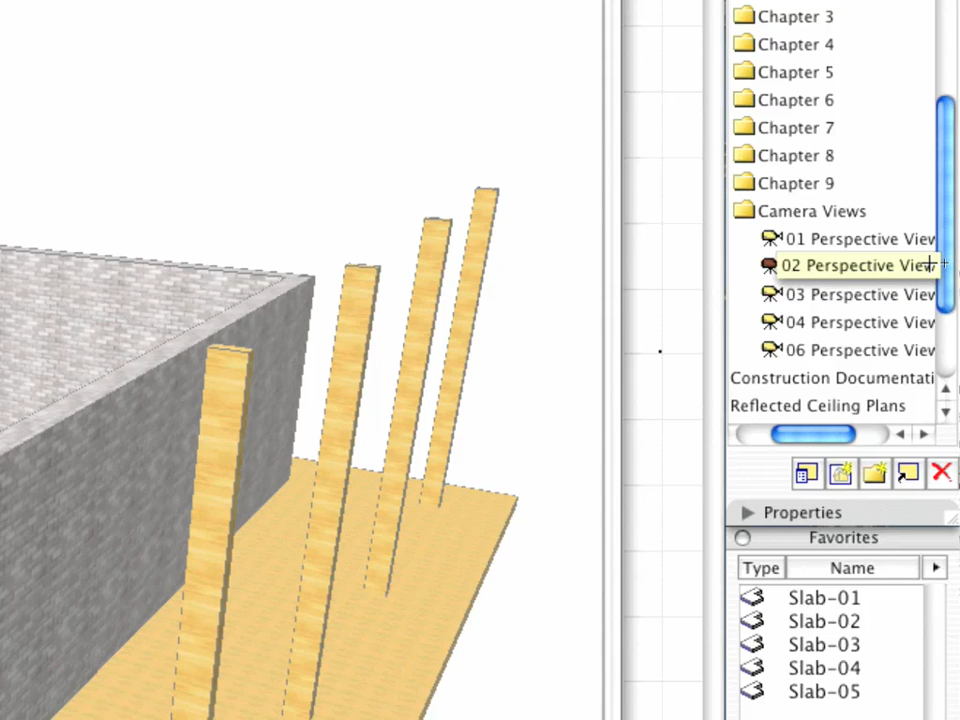 Chapter 3
Chapter 4
Chapter 5
Chapter 6
Chapter 7
Chapter 8
Chapter 9
Camera Views
01 Perspective View
02 Perspective View
03 Perspective View
04 Perspective View
06 Perspective View
Construction Documentati
Reflected Ceiling Plans
Properties
Favorites
Type Name
Slab-01
Slab-02
Slab-03
Slab-04
Slab-05